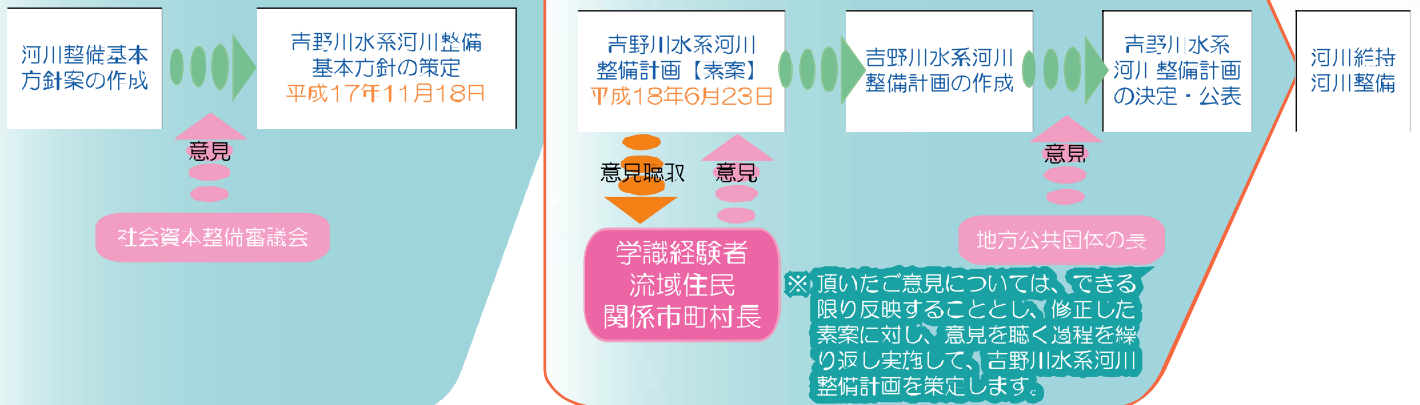 河川整備基本
方針案の作成
吉野川水系河川整備
基本方針の策定
平成17年11月18日
意見
社会資本整備審議会
吉野川水系河川
整備計画【素案】
平成18年6月23日
意見聴取
意見
学識経験者
流域住民
関係市町村長
吉野川水系河川
整備計画の作成
吉野川水系
河川整備計画
の決定・公表
意見
地方公共団体の長
※頂いたご意見については、できる
限り反映することとし、修正した
素案に対し、意見を聴く過程を繰
り返し実施して、吉野川水系河川
整備計画を策定します。
河川維持
河川整備